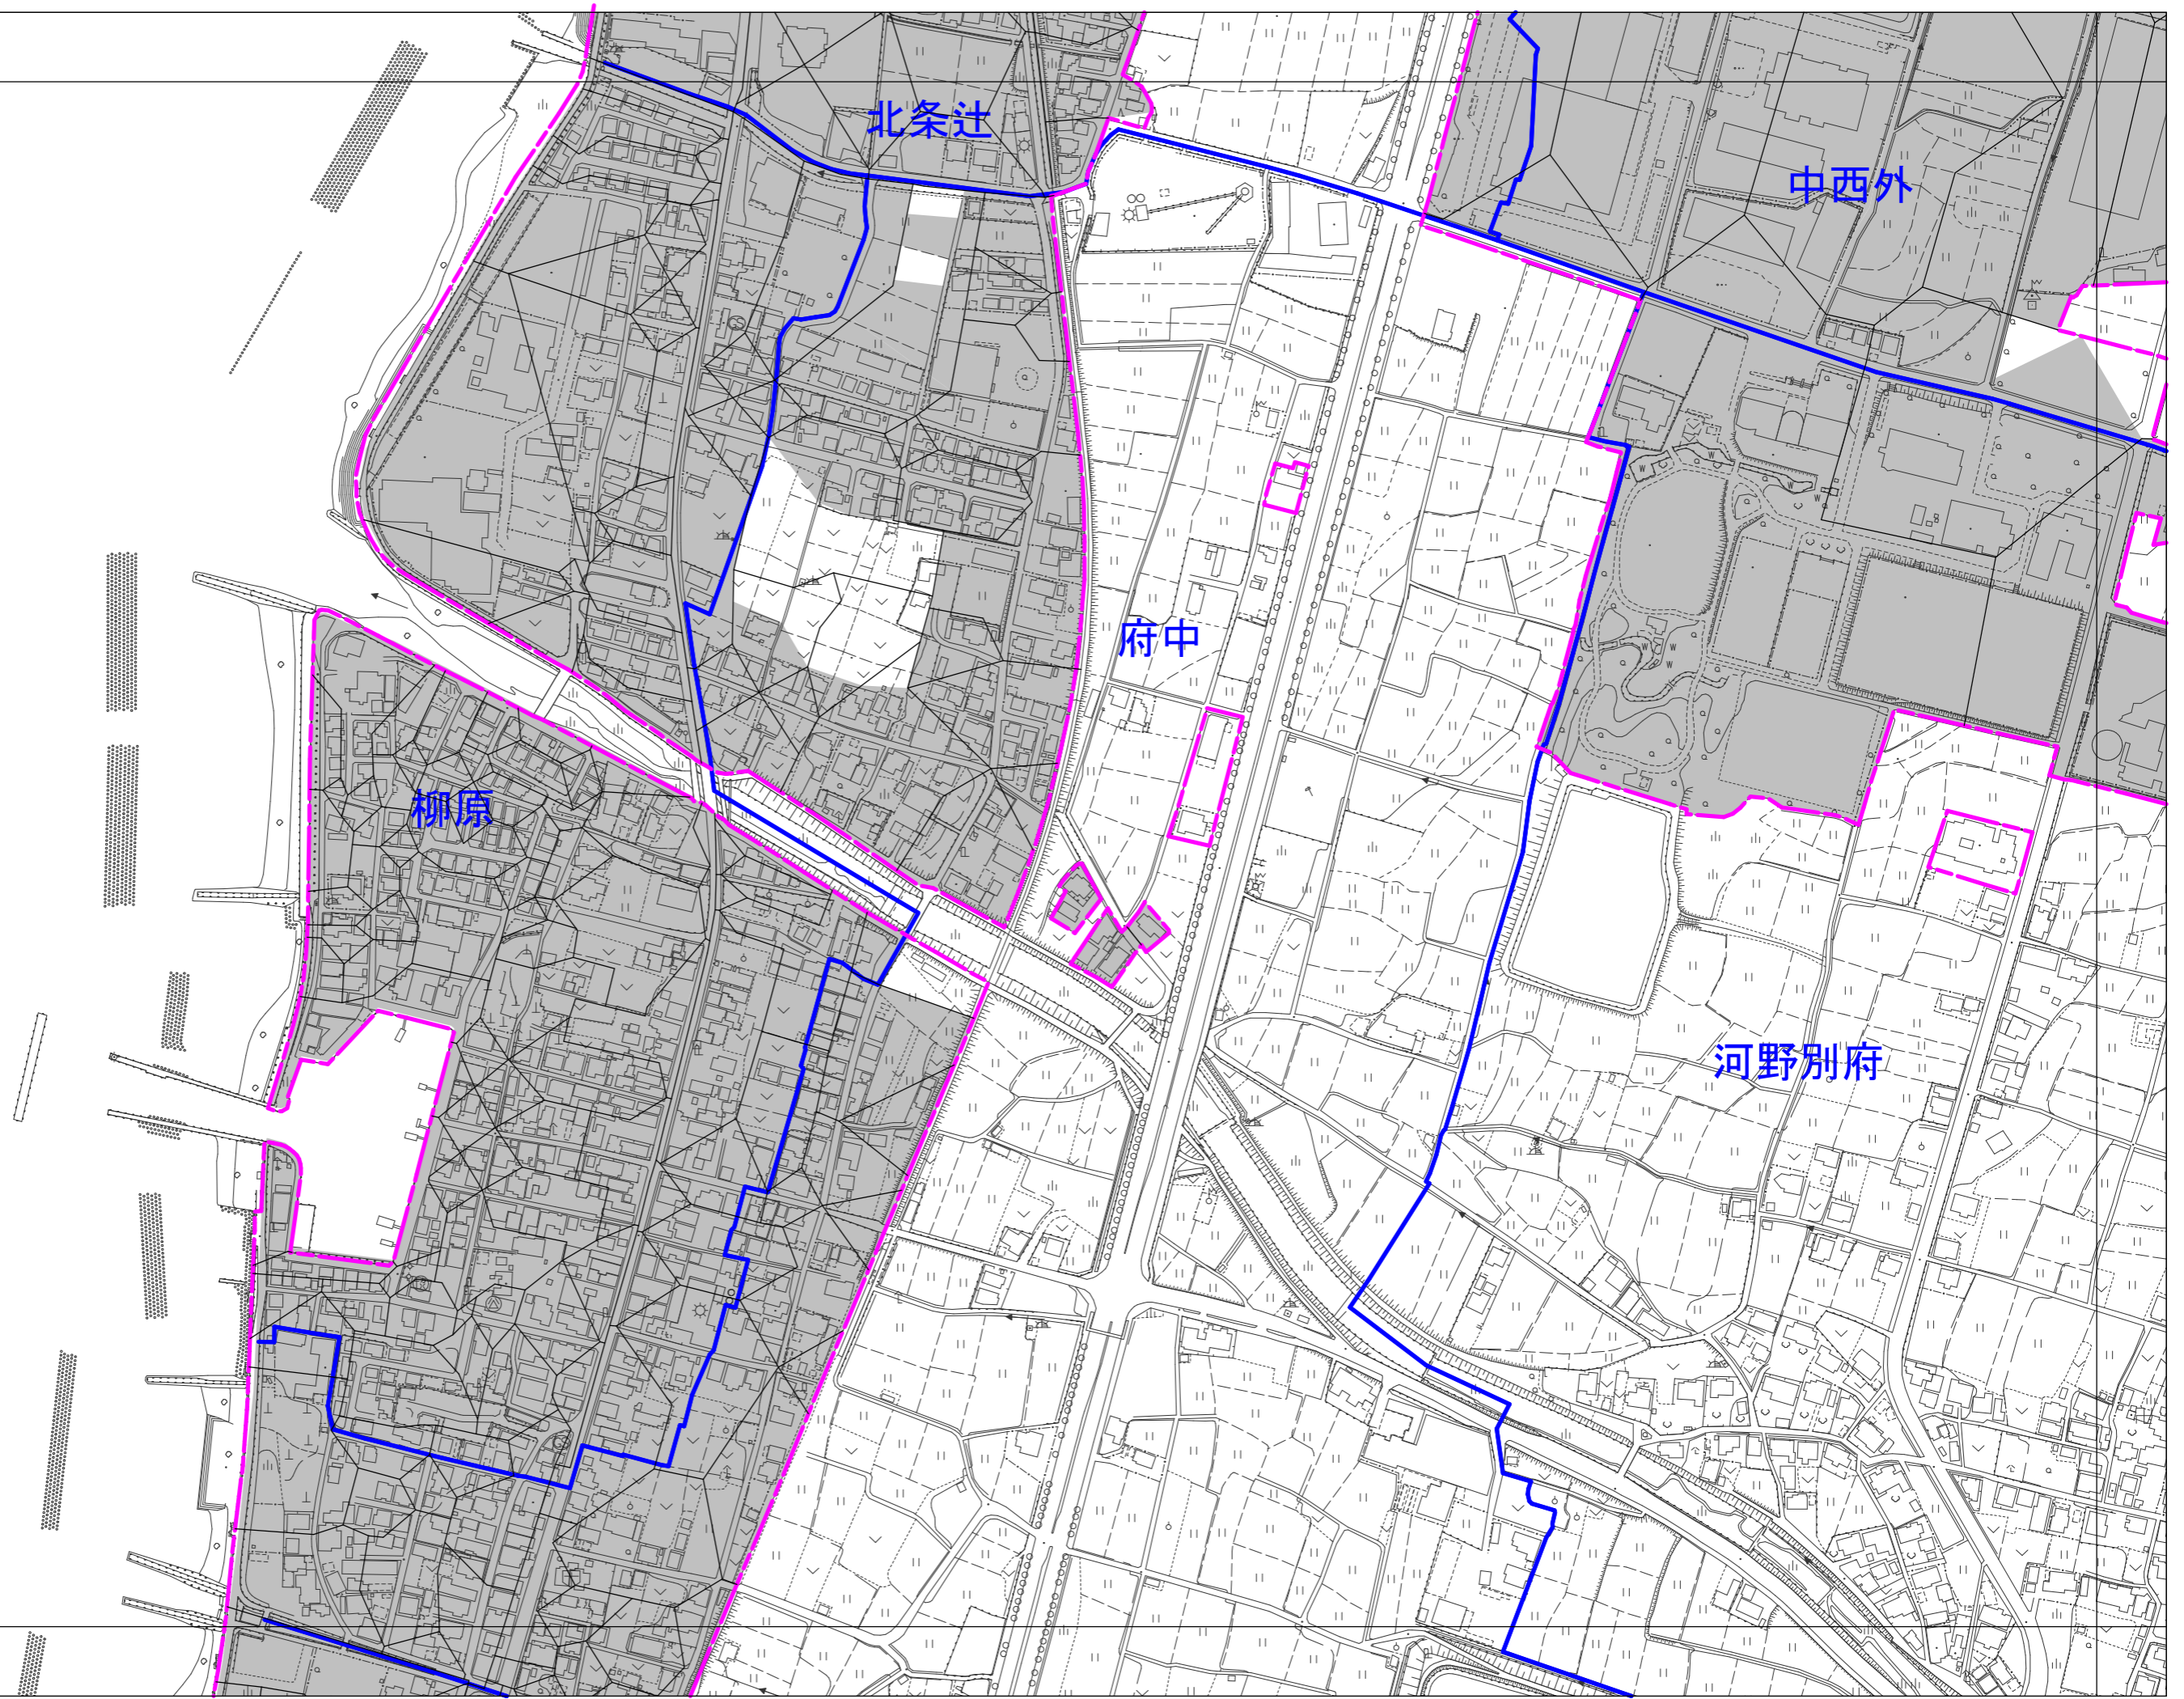 北条辻
中西外
府中
柳原
河野別府